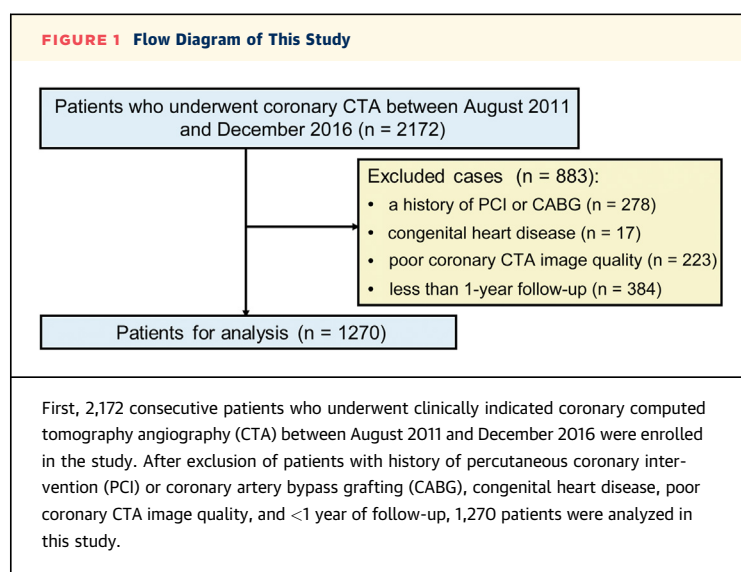 FIGURE 1 Flow Diagram of This Study
Patients who underwent coronary CTA between August 2011
and December 2016 (n = 2172)
Excluded cases (n = 883):
• a history of PCI or CABG (n = 278)
• congenital heart disease (n = 17)
• poor coronary CTA image quality (n = 223)
• less than 1-year follow-up (n = 384)
Patients for analysis (n = 1270)
First, 2,172 consecutive patients who underwent clinically indicated coronary computed
tomography angiography (CTA) between August 2011 and December 2016 were enrolled
in the study. After exclusion of patients with history of percutaneous coronary inter-
vention (PCI) or coronary artery bypass grafting (CABG), congenital heart disease, poor
coronary CTA image quality, and <1 year of follow-up, 1,270 patients were analyzed in
this study.